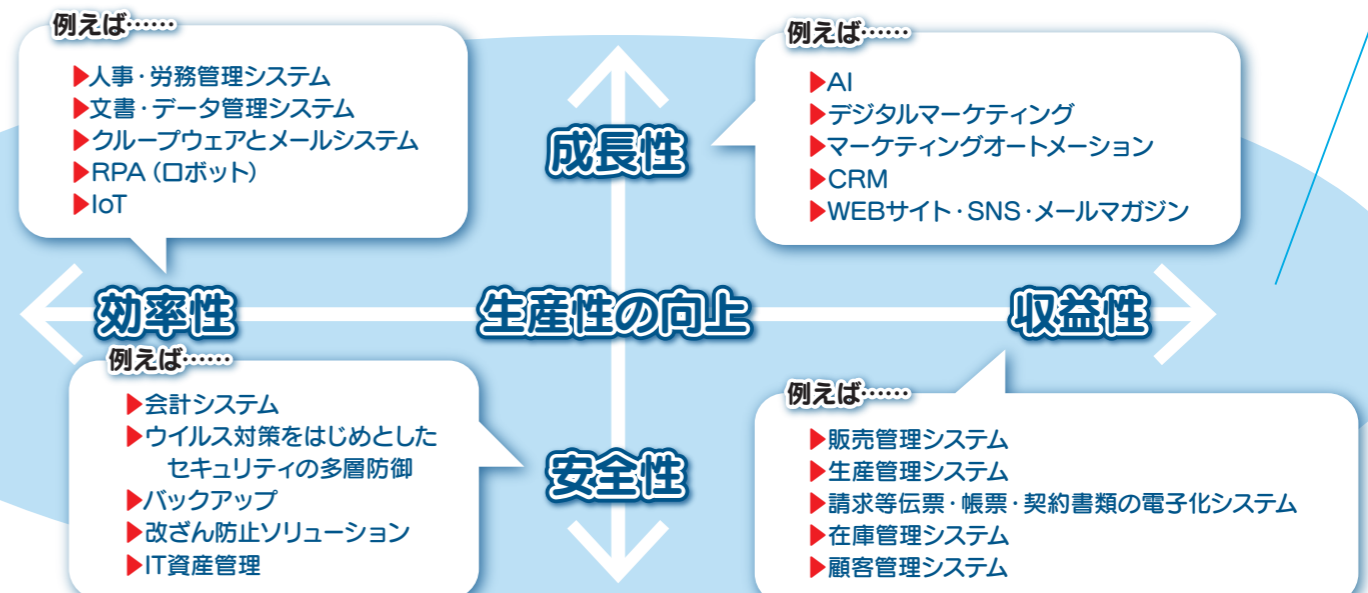 例えば……
▶人事・労務管理システム
▶文書・データ管理システム
▶クループウェアとメールシステム
▶RPA（ロボット）
▶IoT
例えば……
▶AI
▶デジタルマーケティング
▶マーケティングオートメーション
▶CRM
▶WEBサイト・SNS・メールマガジン
成長性
効率性
生産性の向上
収益性
例えば……
▶会計システム
▶ウイルス対策をはじめとした
セキュリティの多層防御
▶バックアップ
▶改ざん防止ソリューション
▶IT資産管理
安全性
例えば……
▶販売管理システム
▶生産管理システム
▶請求等伝票・帳票・契約書類の電子化システム
▶在庫管理システム
▶顧客管理システム